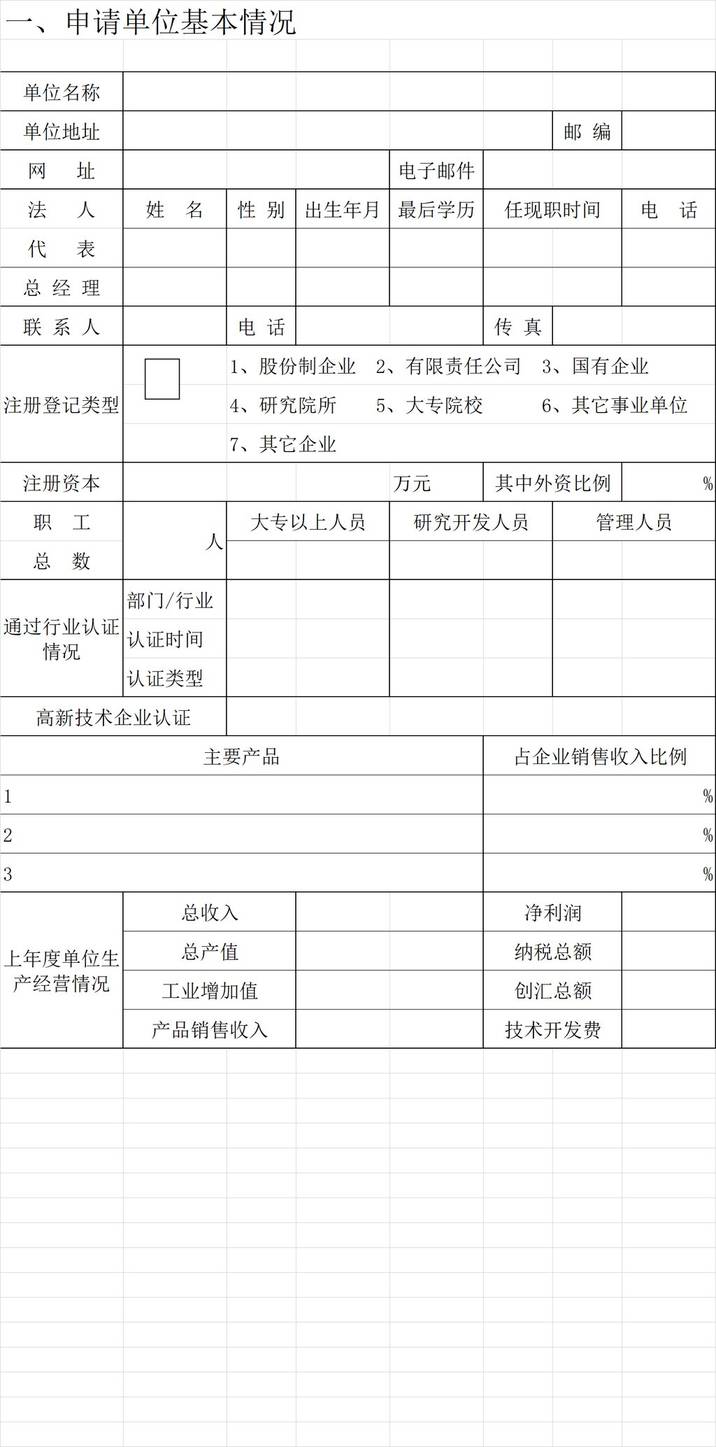 一、申请单位基本情况
单位名称
单位地址 邮 编
网 址 电子邮件
法 人 姓 名 性 别 出生年月 最后学历 任现职时间 电 话
代 表
总 经 理
联 系 人 电 话 传 真
注册登记类型
1、股份制企业 2、有限责任公司 3、国有企业
4、研究院所 5、大专院校 6、其它事业单位
7、其它企业
注册资本 万元 其中外资比例 %
职 工 人 大专以上人员 研究开发人员 管理人员
总 数
通过行业认证
情况
部门/行业
认证时间
认证类型
高新技术企业认证
主要产品 占企业销售收入比例
1 %
2 %
3 %
上年度单位生
产经营情况
总收入 净利润
总产值 纳税总额
工业增加值 创汇总额
产品销售收入 技术开发费